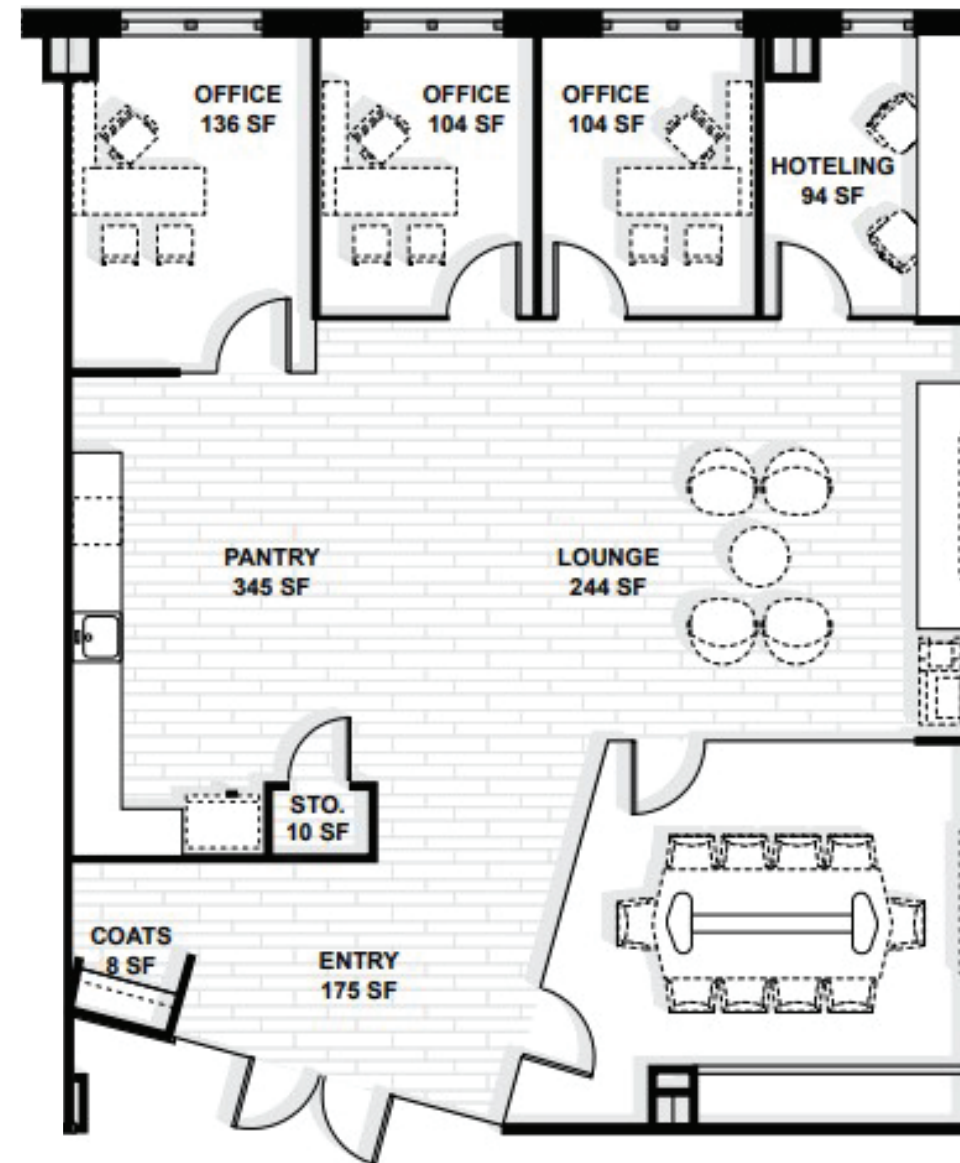 OFFICE
136 SF
OFFICE
104 SF
OFFICE
104 SF
HOTELING
94 SF
PANTRY
345 SF
LOUNGE
244 SF
STO.
10 SF
COATS
8 SF
ENTRY
175 SF